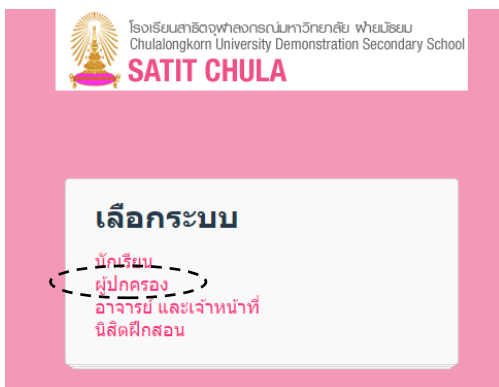 โรงเรียนสาธิตจุฬาลงกรณ์มหาวิทยาลัย ฝ่ายมัธยม
Chulalongkorn University Demonstration Secondary School
SATIT CHULA
เลือกระบบ
นักเรียน
ผู้ปกครอง
อาจารย์ และเจ้าหน้าที่
นิสิตฝึกสอน